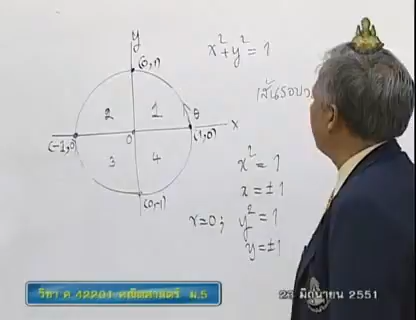 y
(0,1)
x² + y² = 1
2
1
θ
เส้นรอบ
x
(-1,0)
0
(1,0)
3
4
x² = 1
x = ±1
(0,-1)
x=0; y² = 1
y = ±1
วิชา ค 42201 คณิตศาสตร์ ม.5
มิถุนายน 2551